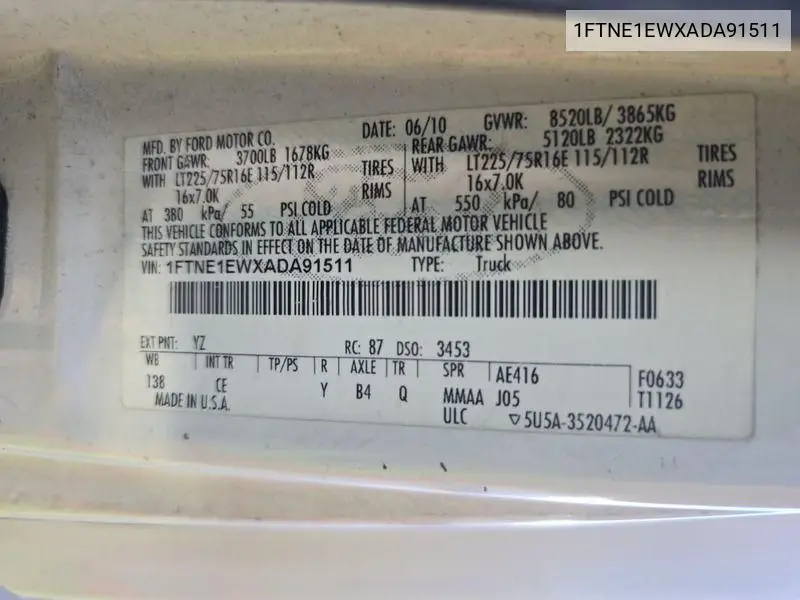 1FTNE1EWXADA91511
MFD. BY FORD MOTOR CO.
DATE: 06/10 GVWR: 8520LB/ 3865KG
FRONT GAWR: 3700LB 1678KG
REAR GAWR: 5120LB 2322KG
WITH LT225/75R16E 115/112R TIRES
WITH LT225/75R16E 115/112R TIRES
16x7.0K RIMS
16x7.0K RIMS
AT 380 kPa/ 55 PSI COLD
AT 550 kPa/ 80 PSI COLD
THIS VEHICLE CONFORMS TO ALL APPLICABLE FEDERAL MOTOR VEHICLE
SAFETY STANDARDS IN EFFECT ON THE DATE OF MANUFACTURE SHOWN ABOVE.
VIN: 1FTNE1EWXADA91511 TYPE: Truck
EXT PNT: YZ RC: 87 DSO: 3453
WB INT TR TP/PS R AXLE TR SPR AE416 F0633
138 CE Y B4 Q MMAA J05 T1126
MADE IN U.S.A. ULC ▽5U5A-3520472-AA